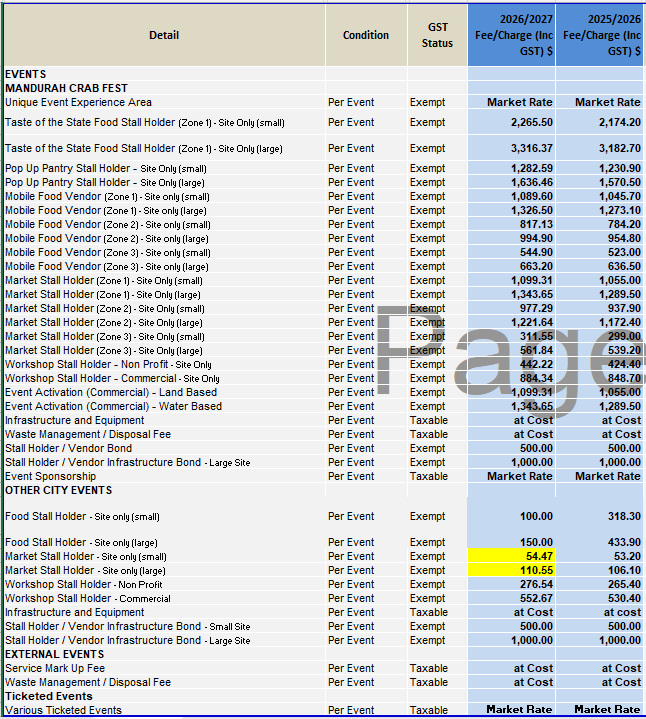 Detail Condition GST Status 2026/2027 Fee/Charge (Inc GST) $ 2025/2026 Fee/Charge (Inc GST) $
EVENTS
MANDURAH CRAB FEST
Unique Event Experience Area Per Event Exempt Market Rate Market Rate
Taste of the State Food Stall Holder (Zone 1) - Site Only (small) Per Event Exempt 2,265.50 2,174.20
Taste of the State Food Stall Holder (Zone 1) - Site Only (large) Per Event Exempt 3,316.37 3,182.70
Pop Up Pantry Stall Holder - Site Only (small) Per Event Exempt 1,282.59 1,230.90
Pop Up Pantry Stall Holder - Site Only (large) Per Event Exempt 1,636.46 1,570.50
Mobile Food Vendor (Zone 1) - Site only (small) Per Event Exempt 1,089.60 1,045.70
Mobile Food Vendor (Zone 1) - Site only (large) Per Event Exempt 1,326.50 1,273.10
Mobile Food Vendor (Zone 2) - Site only (small) Per Event Exempt 817.13 784.20
Mobile Food Vendor (Zone 2) - Site only (large) Per Event Exempt 994.90 954.80
Mobile Food Vendor (Zone 3) - Site only (small) Per Event Exempt 544.90 523.00
Mobile Food Vendor (Zone 3) - Site only (large) Per Event Exempt 663.20 636.50
Market Stall Holder (Zone 1) - Site Only (small) Per Event Exempt 1,099.31 1,055.00
Market Stall Holder (Zone 1) - Site Only (large) Per Event Exempt 1,343.65 1,289.50
Market Stall Holder (Zone 2) - Site Only (small) Per Event Exempt 977.29 937.90
Market Stall Holder (Zone 2) - Site Only (large) Per Event Exempt 1,221.64 1,172.40
Market Stall Holder (Zone 3) - Site Only (small) Per Event Exempt 311.55 299.00
Market Stall Holder (Zone 3) - Site Only (large) Per Event Exempt 561.84 539.20
Workshop Stall Holder - Non Profit - Site Only Per Event Exempt 442.22 424.40
Workshop Stall Holder - Commercial - Site Only Per Event Exempt 884.34 848.70
Event Activation (Commercial) - Land Based Per Event Exempt 1,099.31 1,055.00
Event Activation (Commercial) - Water Based Per Event Exempt 1,343.65 1,289.50
Infrastructure and Equipment Per Event Taxable at Cost at Cost
Waste Management / Disposal Fee Per Event Taxable at Cost at Cost
Stall Holder / Vendor Bond Per Event Exempt 500.00 500.00
Stall Holder / Vendor Infrastructure Bond - Large Site Per Event Exempt 1,000.00 1,000.00
Event Sponsorship Per Event Taxable Market Rate Market Rate
OTHER CITY EVENTS
Food Stall Holder - Site only (small) Per Event Exempt 100.00 318.30
Food Stall Holder - Site only (large) Per Event Exempt 150.00 433.90
Market Stall Holder - Site only (small) Per Event Exempt 54.47 53.20
Market Stall Holder - Site only (large) Per Event Exempt 110.55 106.10
Workshop Stall Holder - Non Profit Per Event Exempt 276.54 265.40
Workshop Stall Holder - Commercial Per Event Exempt 552.67 530.40
Infrastructure and Equipment Per Event Taxable at Cost at cost
Stall Holder / Vendor Infrastructure Bond - Small Site Per Event Exempt 500.00 500.00
Stall Holder / Vendor Infrastructure Bond - Large Site Per Event Exempt 1,000.00 1,000.00
EXTERNAL EVENTS
Service Mark Up Fee Per Event Taxable at Cost at Cost
Waste Management / Disposal Fee Per Event Taxable at Cost at Cost
Ticketed Events
Various Ticketed Events Per Event Taxable Market Rate Market Rate
Page